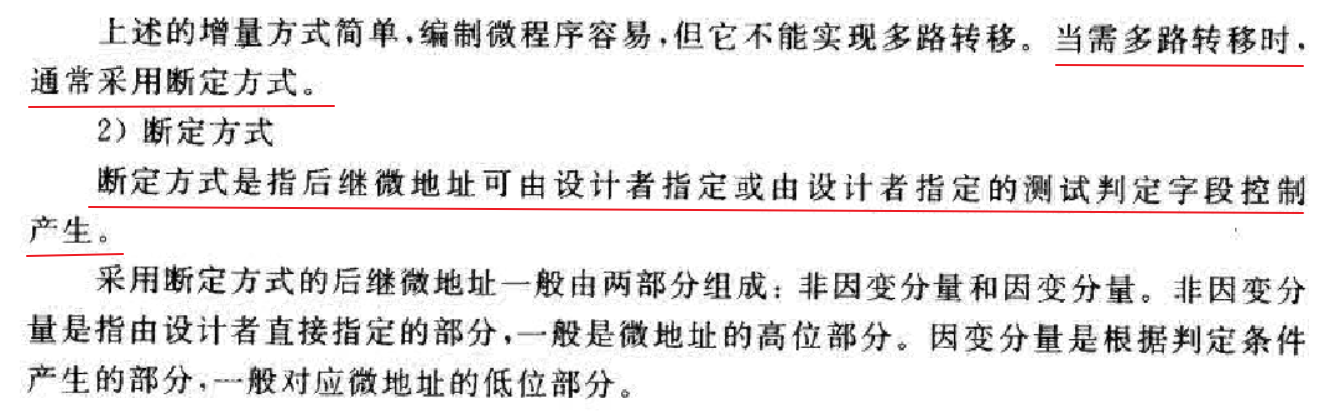 上述的增量方式简单,编制微程序容易,但它不能实现多路转移。当需多路转移时,
通常采用断定方式。
2) 断定方式
断定方式是指后继微地址可由设计者指定或由设计者指定的测试判定字段控制
产生。
采用断定方式的后继微地址一般由两部分组成:非因变分量和因变分量。非因变分
量是指由设计者直接指定的部分,一般是微地址的高位部分。因变分量是根据判定条件
产生的部分,一般对应微地址的低位部分。